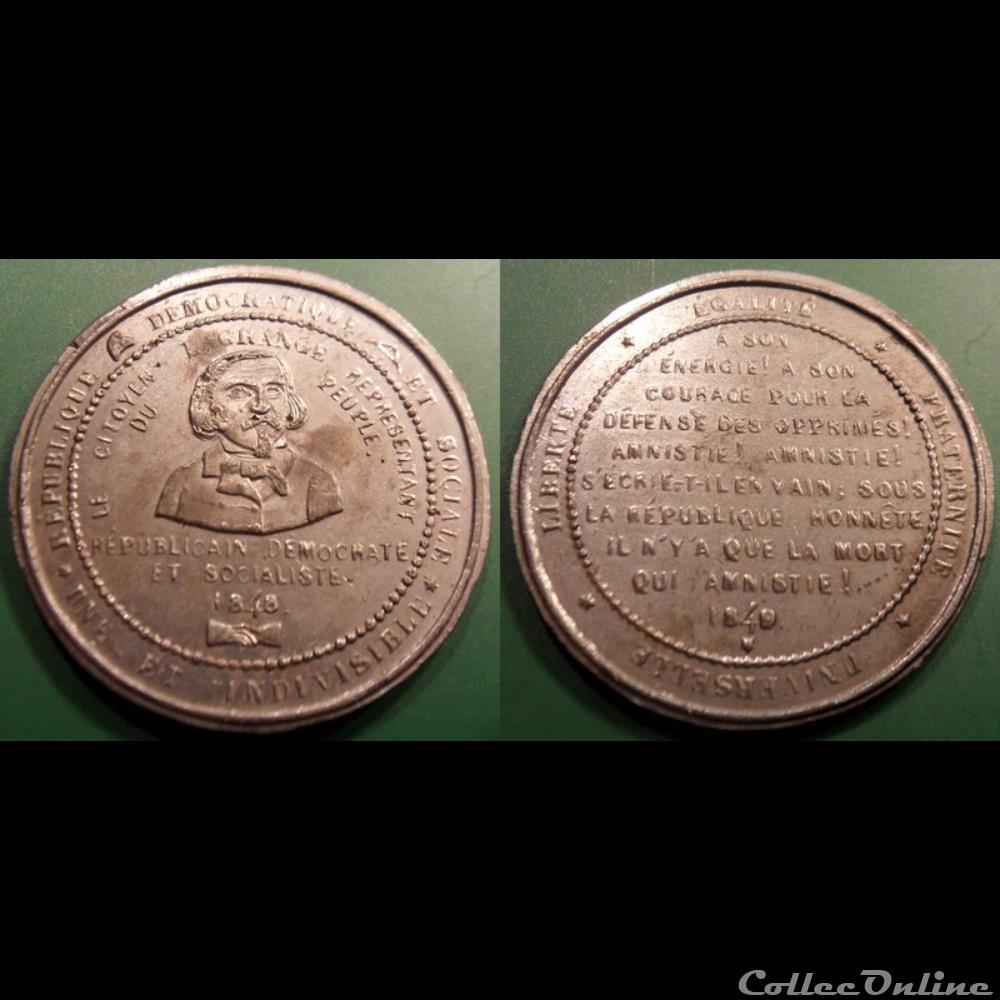 RÉPUBLIQUE DÉMOCRATIQUE ET SOCIALE
* UNE ET INDIVISIBLE *
LE CITOYEN LAGRANGE REPRÉSENTANT
DU PEUPLE.
RÉPUBLICAIN DÉMOCRATE
ET SOCIALISTE.
1848.
LIBERTÉ * ÉGALITÉ * FRATERNITÉ * UNIVERSELLE *
A SON
ÉNERGIE! A SON
COURAGE POUR LA
DÉFENSE DES OPPRIMÉS!
AMNISTIE! AMNISTIE!
S'ÉCRIE-T-IL EN VAIN; SOUS
LA RÉPUBLIQUE HONNÊTE,
IL N'Y A QUE LA MORT
QUI AMNISTIE!....
1849.
CollecOnline